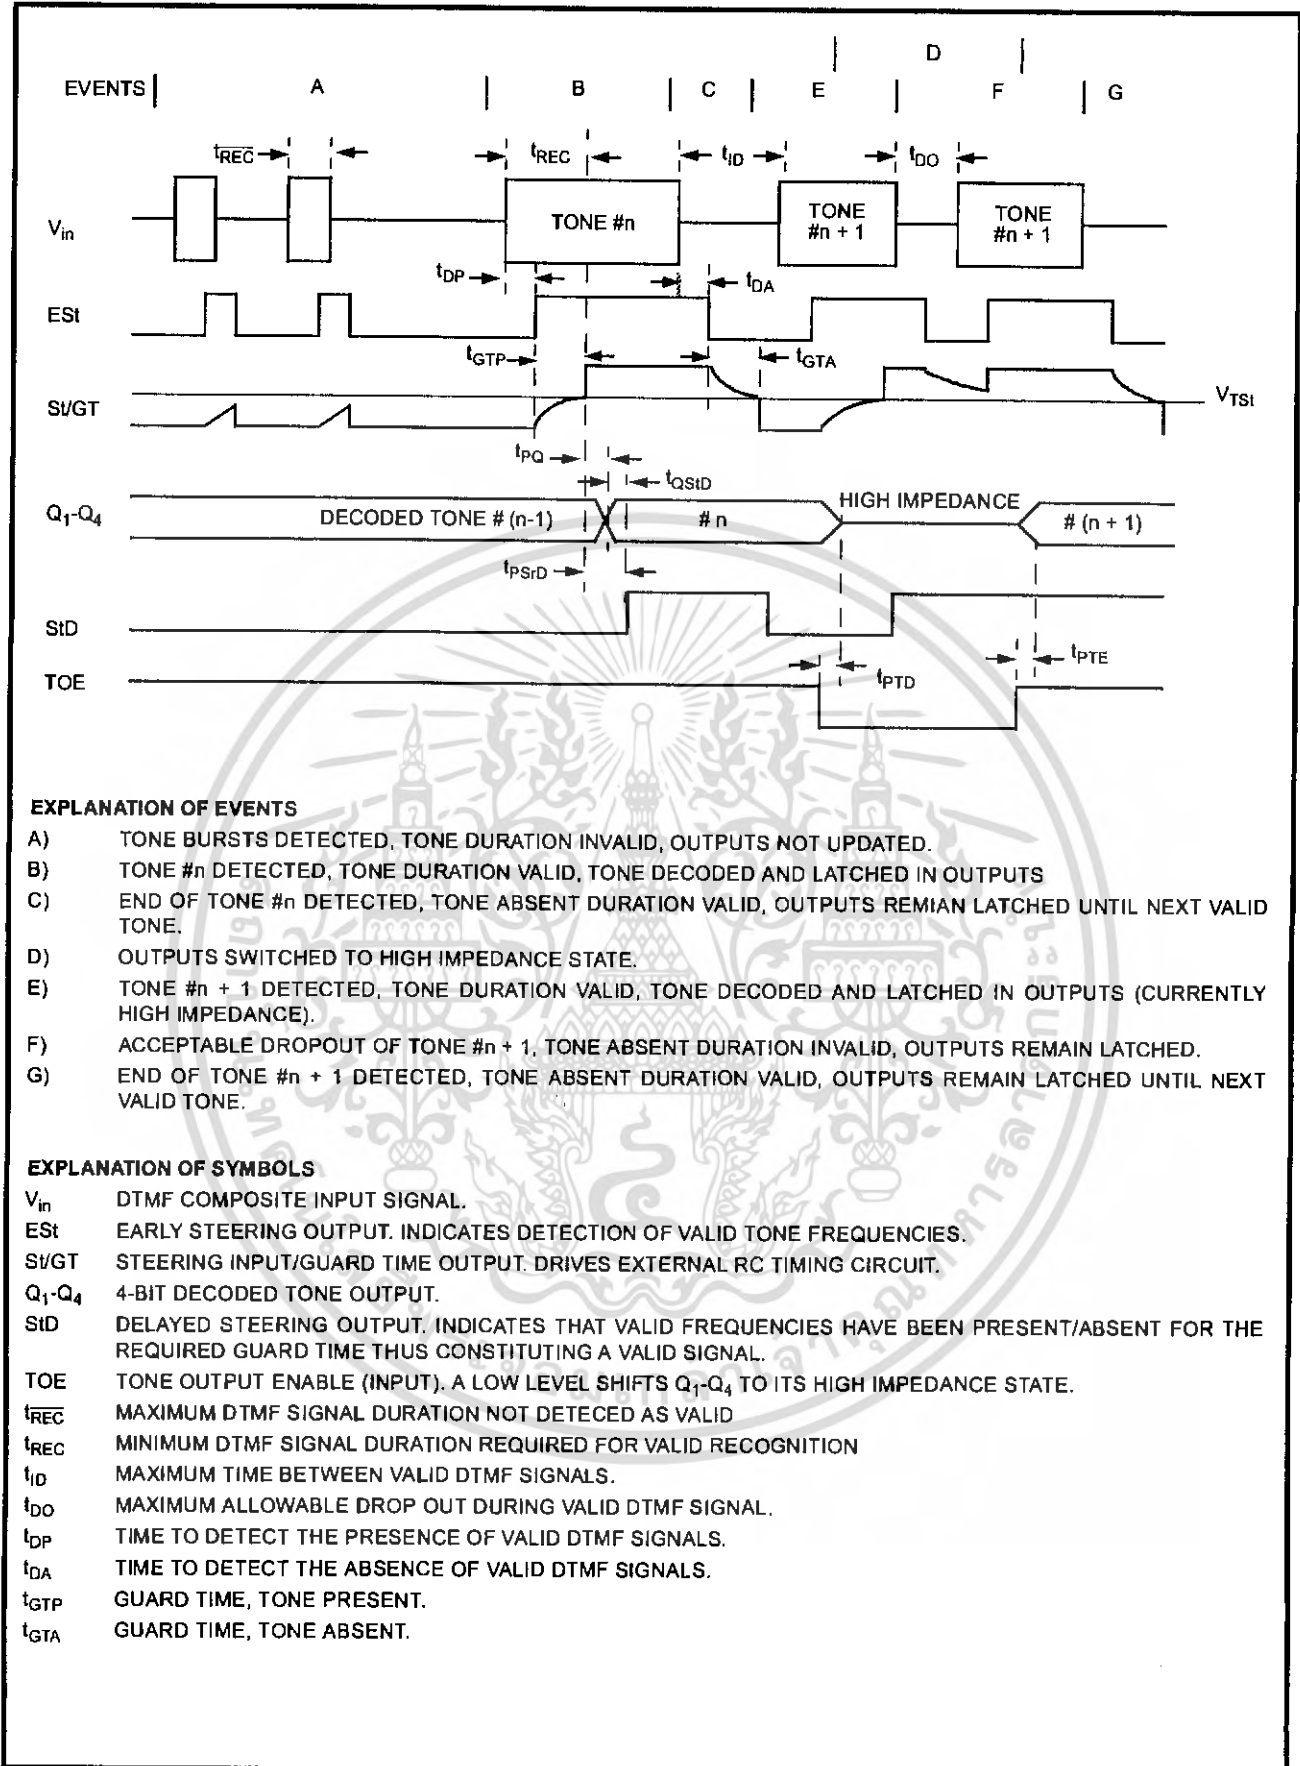 D
EVENTS A B C E F G
tREC tREC tID tDO
Vin TONE #n TONE #n + 1 TONE #n + 1
tDP tDA
ESt
tGTP tGTA
St/GT VTSt
tPQ tQStD
Q1-Q4 DECODED TONE # (n-1) # n HIGH IMPEDANCE # (n + 1)
tPSrD
StD
tPTD tPTE
TOE
EXPLANATION OF EVENTS
A) TONE BURSTS DETECTED, TONE DURATION INVALID, OUTPUTS NOT UPDATED.
B) TONE #n DETECTED, TONE DURATION VALID, TONE DECODED AND LATCHED IN OUTPUTS
C) END OF TONE #n DETECTED, TONE ABSENT DURATION VALID, OUTPUTS REMIAN LATCHED UNTIL NEXT VALID
TONE.
D) OUTPUTS SWITCHED TO HIGH IMPEDANCE STATE.
E) TONE #n + 1 DETECTED, TONE DURATION VALID, TONE DECODED AND LATCHED IN OUTPUTS (CURRENTLY
HIGH IMPEDANCE).
F) ACCEPTABLE DROPOUT OF TONE #n + 1, TONE ABSENT DURATION INVALID, OUTPUTS REMAIN LATCHED.
G) END OF TONE #n + 1 DETECTED, TONE ABSENT DURATION VALID, OUTPUTS REMAIN LATCHED UNTIL NEXT
VALID TONE.
EXPLANATION OF SYMBOLS
Vin DTMF COMPOSITE INPUT SIGNAL.
ESt EARLY STEERING OUTPUT. INDICATES DETECTION OF VALID TONE FREQUENCIES.
St/GT STEERING INPUT/GUARD TIME OUTPUT. DRIVES EXTERNAL RC TIMING CIRCUIT.
Q1-Q4 4-BIT DECODED TONE OUTPUT.
StD DELAYED STEERING OUTPUT. INDICATES THAT VALID FREQUENCIES HAVE BEEN PRESENT/ABSENT FOR THE
REQUIRED GUARD TIME THUS CONSTITUTING A VALID SIGNAL.
TOE TONE OUTPUT ENABLE (INPUT). A LOW LEVEL SHIFTS Q1-Q4 TO ITS HIGH IMPEDANCE STATE.
tREC MAXIMUM DTMF SIGNAL DURATION NOT DETECED AS VALID
tREC MINIMUM DTMF SIGNAL DURATION REQUIRED FOR VALID RECOGNITION
tID MAXIMUM TIME BETWEEN VALID DTMF SIGNALS.
tDO MAXIMUM ALLOWABLE DROP OUT DURING VALID DTMF SIGNAL.
tDP TIME TO DETECT THE PRESENCE OF VALID DTMF SIGNALS.
tDA TIME TO DETECT THE ABSENCE OF VALID DTMF SIGNALS.
tGTP GUARD TIME, TONE PRESENT.
tGTA GUARD TIME, TONE ABSENT.